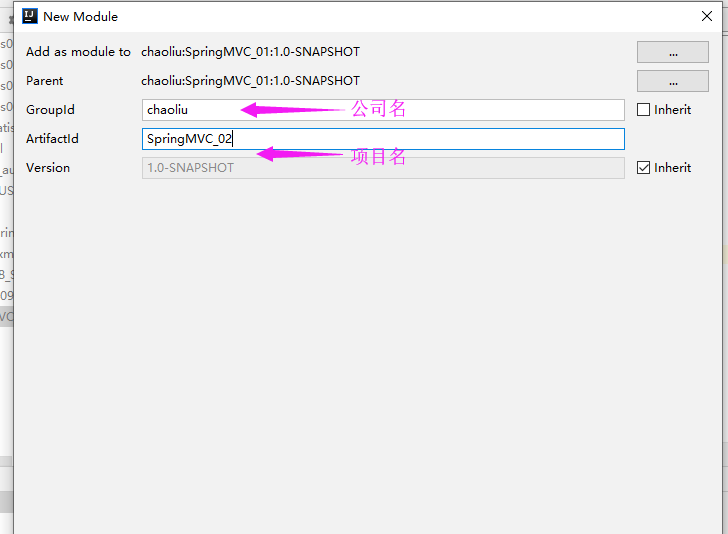 New Module
Add as module to chaoliu:SpringMVC_01:1.0-SNAPSHOT ...
Parent chaoliu:SpringMVC_01:1.0-SNAPSHOT ...
GroupId chaoliu 公司名 Inherit
ArtifactId SpringMVC_02
项目名
Version 1.0-SNAPSHOT Inherit